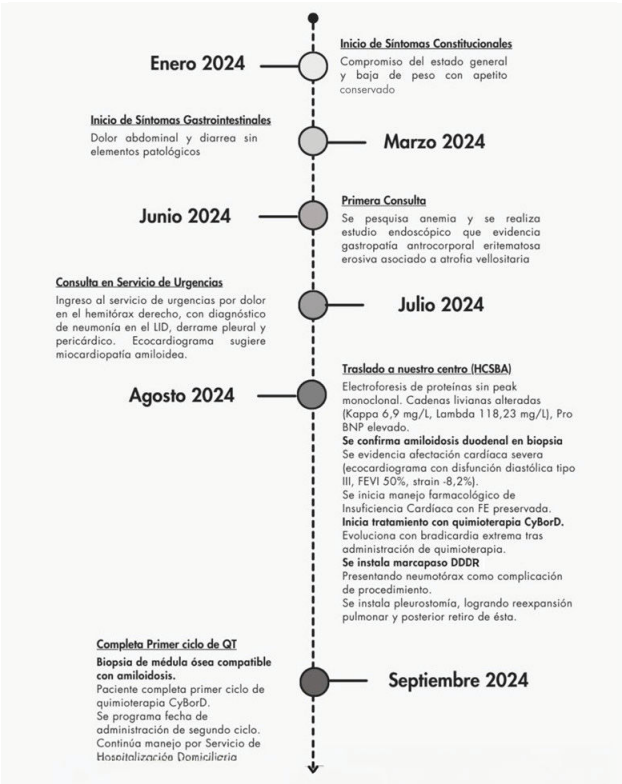 Enero 2024
Inicio de Síntomas Constitucionales
Compromiso del estado general
y baja de peso con apetito
conservado
Inicio de Síntomas Gastrointestinales
Dolor abdominal y diarrea sin
elementos patológicos
Marzo 2024
Junio 2024
Primera Consulta
Se pesquisa anemia y se realiza
estudio endoscópico que evidencia
gastropatía antrocorporal eritematosa
erosiva asociado a atrofia vellositaria
Consulta en Servicio de Urgencias
Ingreso al servicio de urgencias por dolor
en el hemitórax derecho, con diagnóstico
de neumonía en el LID, derrame pleural y
pericárdico. Ecocardiograma sugiere
miocardiopatía amiloidea.
Julio 2024
Agosto 2024
Traslado a nuestro centro (HCSBA)
Electroforesis de proteínas sin peak
monoclonal. Cadenas livianas alteradas
(Kappa 6,9 mg/L, Lambda 118,23 mg/L), Pro
BNP elevado.
Se confirma amiloidosis duodenal en biopsia
Se evidencia afectación cardíaca severa
(ecocardiograma con disfunción diastólica tipo
III, FEVI 50%, strain -8,2%).
Se inicia manejo farmacológico de
Insuficiencia Cardíaca con FE preservada.
Inicia tratamiento con quimioterapia CyBorD.
Evoluciona con bradicardia extrema tras
administración de quimioterapia.
Se instala marcapaso DDDR
Presentando neumotórax como complicación
de procedimiento.
Se instala pleurostomía, logrando reexpansión
pulmonar y posterior retiro de ésta.
Completa Primer ciclo de QT
Biopsia de médula ósea compatible
con amiloidosis.
Paciente completa primer ciclo de
quimioterapia CyBorD.
Se programa fecha de
administración de segundo ciclo.
Continúa manejo por Servicio de
Hospitalización Domiciliaria
Septiembre 2024